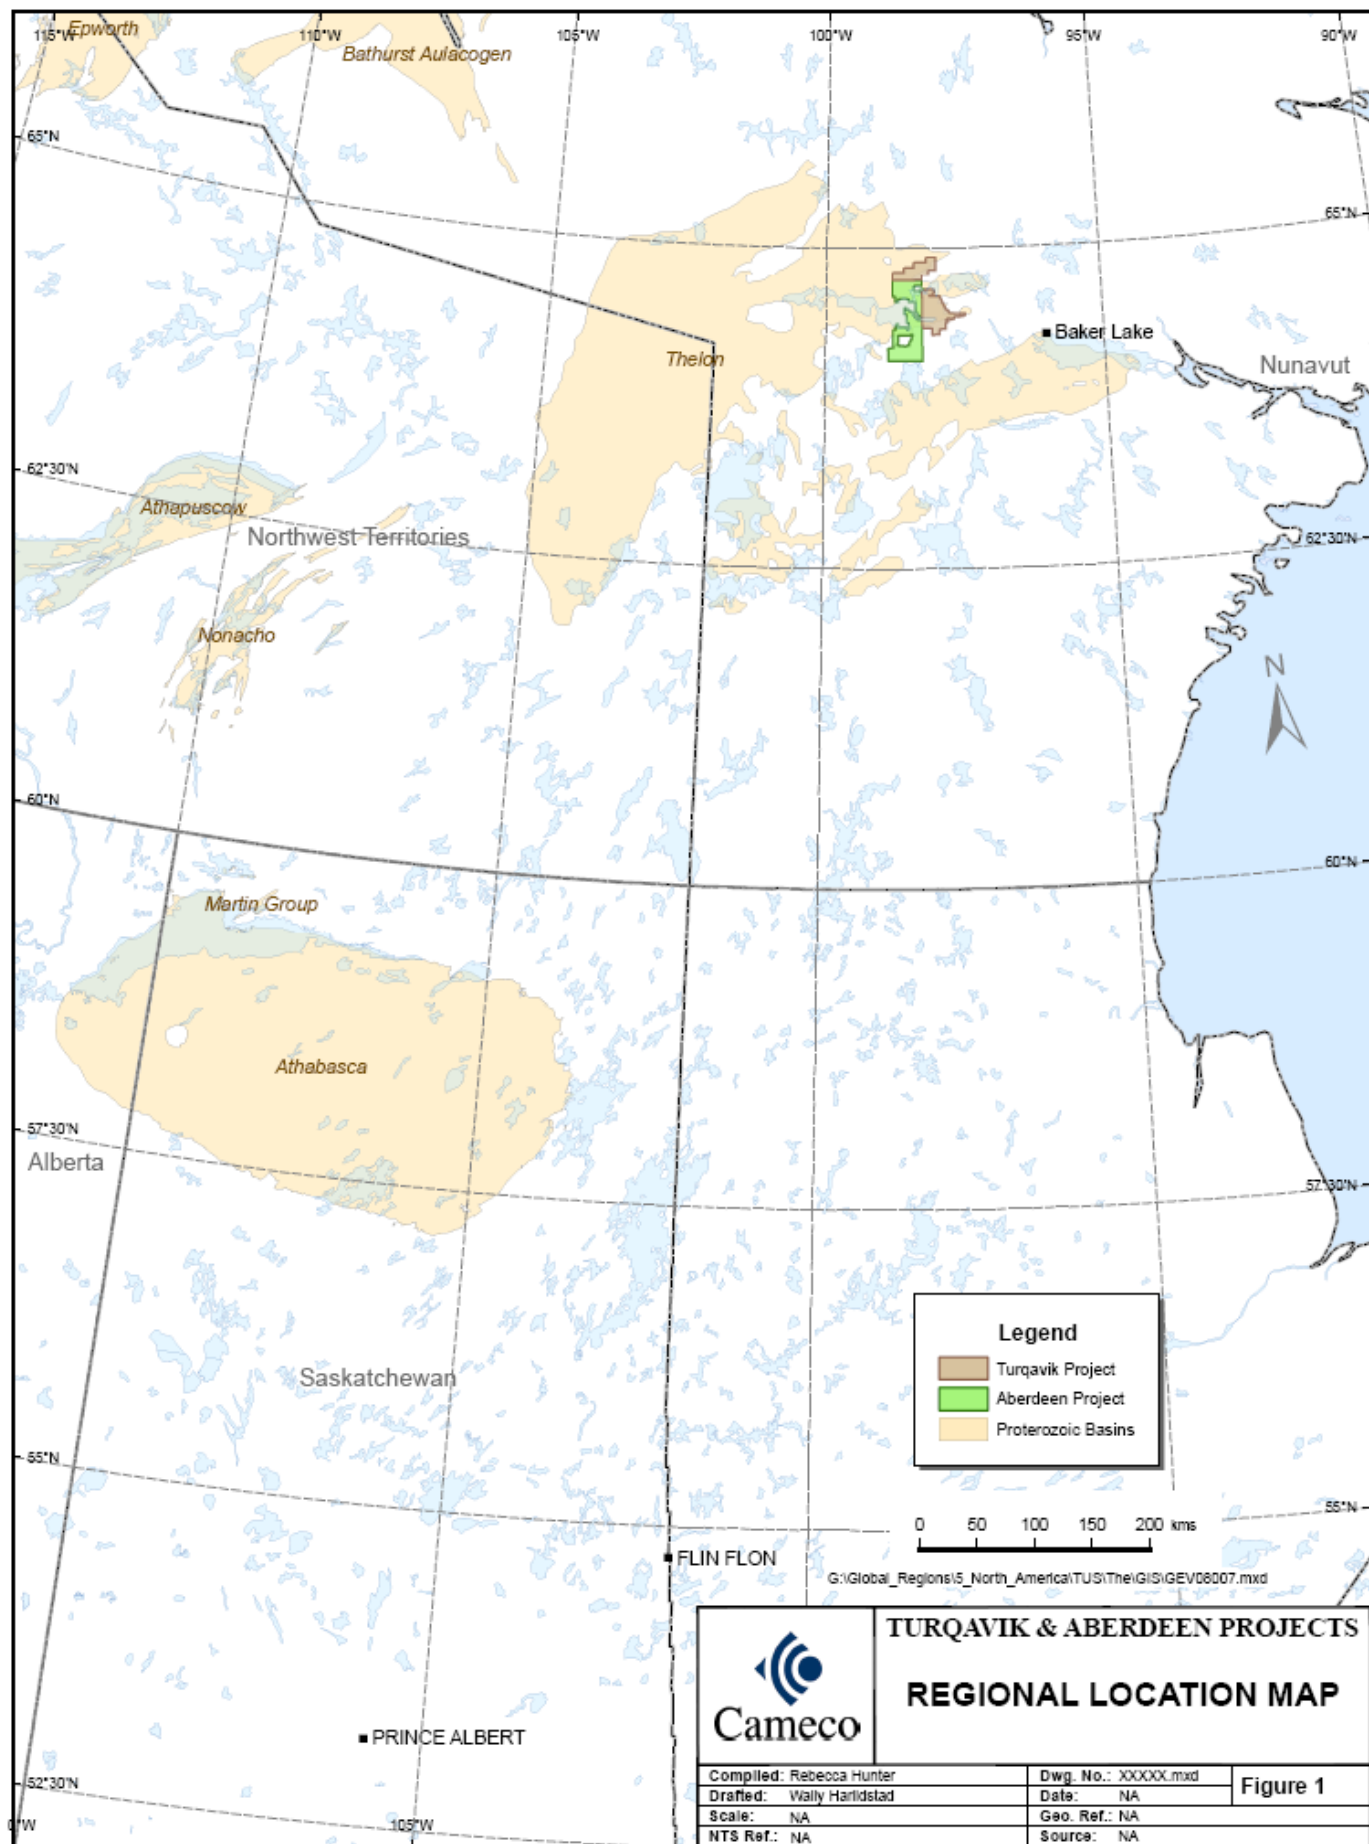 Epworth
115°W
110°W
Bathurst Aulacogen
105°W
100°W
95°W
90°W
65°N
65°N
Baker Lake
Thelon
Nunavut
62°30'N
Athapuscow
Northwest Territories
62°30'N
Nonacho
N
60°N
60°N
Martin Group
Athabasca
57°30'N
Alberta
57°30'N
Legend
Turqavik Project
Aberdeen Project
Proterozoic Basins
Saskatchewan
55°N
55°N
0 50 100 150 200 kms
FLIN FLON
G:\Global_Regions\5_North_America\TUS\The\GIS\GEV08007.mxd
TURQAVIK & ABERDEEN PROJECTS
REGIONAL LOCATION MAP
Cameco
PRINCE ALBERT
Compiled: Rebecca Hunter
Dwg. No.: XXXXX.mxd
Figure 1
Drafted: Wally Harildstad
Date: NA
Scale: NA
Geo. Ref.: NA
NTS Ref.: NA
Source: NA
52°30'N
105°W